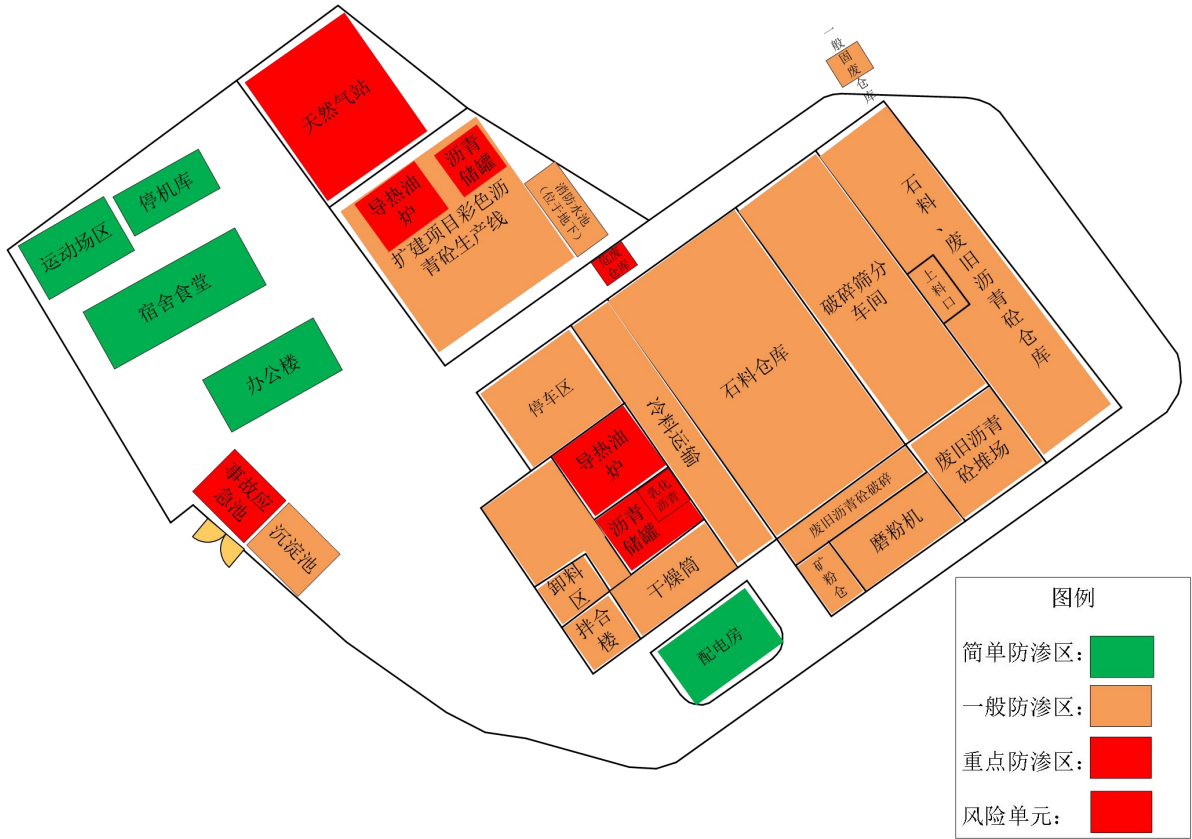 一般
固废
仓库
天然气站
沥青
储罐
导热油
炉
扩建项目彩色沥
青砼生产线
消防水池
（位于地下）
危废
仓库
停机库
运动场区
宿舍食堂
办公楼
事故应
急池
沉淀池
停车区
导热油
炉
冷料运输
乳化
沥青
沥青
储罐
卸料
区
拌合
楼
干燥筒
配电房
石料仓库
破碎筛分
车间
上料口
石料、废旧沥青砼仓库
废旧沥青
砼堆场
废旧沥青砼破碎
磨粉机
矿粉
仓
图例
简单防渗区：
一般防渗区：
重点防渗区：
风险单元：